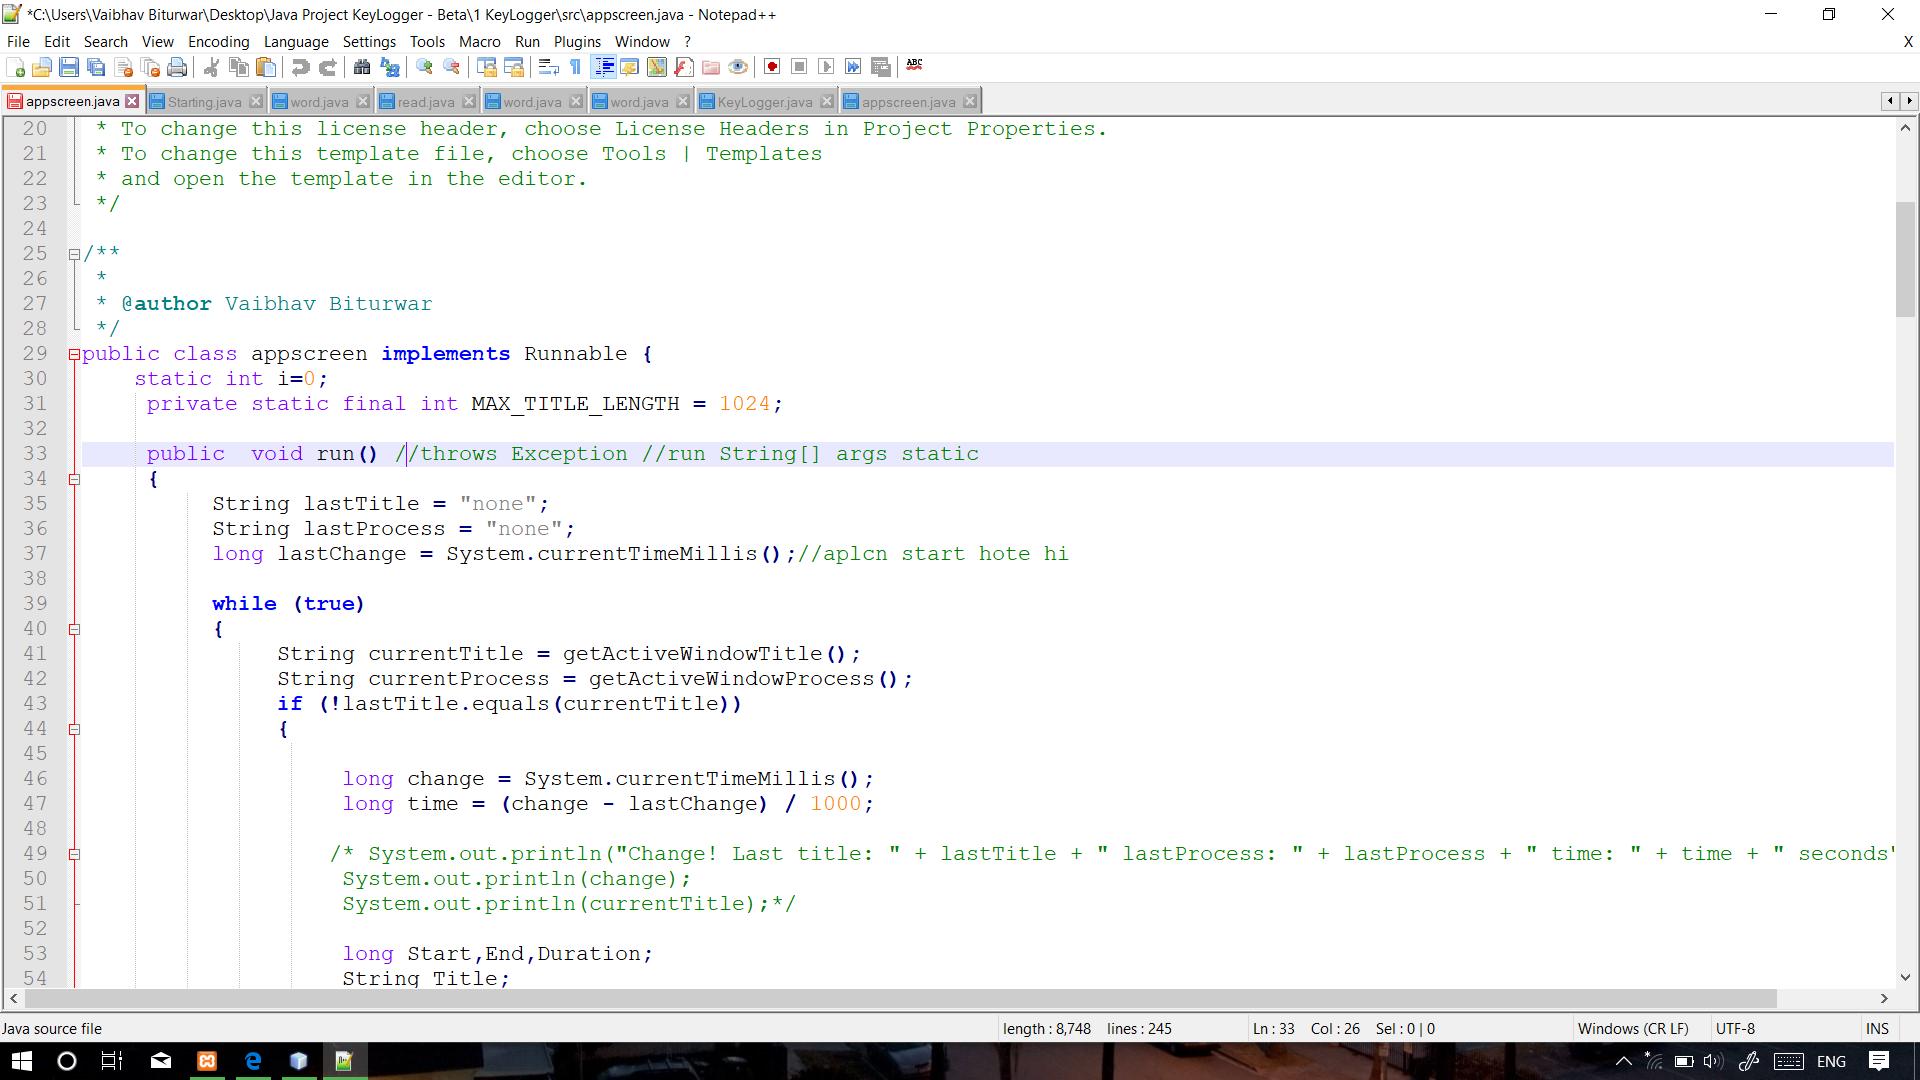 *C:\Users\Vaibhav Biturwar\Desktop\Java Project KeyLogger - Beta\1 KeyLogger\src\appscreen.java - Notepad++
File Edit Search View Encoding Language Settings Tools Macro Run Plugins Window ? X
ABC
appscreen.java Starting.java word.java read.java word.java word.java KeyLogger.java appscreen.java
20 * To change this license header, choose License Headers in Project Properties.
21 * To change this template file, choose Tools | Templates
22 * and open the template in the editor.
23 */
24
25 /**
26 *
27 * @author Vaibhav Biturwar
28 */
29 public class appscreen implements Runnable {
30 static int i=0;
31 private static final int MAX_TITLE_LENGTH = 1024;
32
33 public  void run() //throws Exception //run String[] args static
34 {
35 String lastTitle = "none";
36 String lastProcess = "none";
37 long lastChange = System.currentTimeMillis();//aplcn start hote hi
38
39 while (true)
40 {
41 String currentTitle = getActiveWindowTitle();
42 String currentProcess = getActiveWindowProcess();
43 if (!lastTitle.equals(currentTitle))
44 {
45
46 long change = System.currentTimeMillis();
47 long time = (change - lastChange) / 1000;
48
49 /* System.out.println("Change! Last title: " + lastTitle + " lastProcess: " + lastProcess + " time: " + time + " seconds"
50 System.out.println(change);
51 System.out.println(currentTitle);*/
52
53 long Start,End,Duration;
54 String Title;
Java source file length : 8,748 lines : 245 Ln : 33 Col : 26 Sel : 0 | 0 Windows (CR LF) UTF-8 INS
ENG